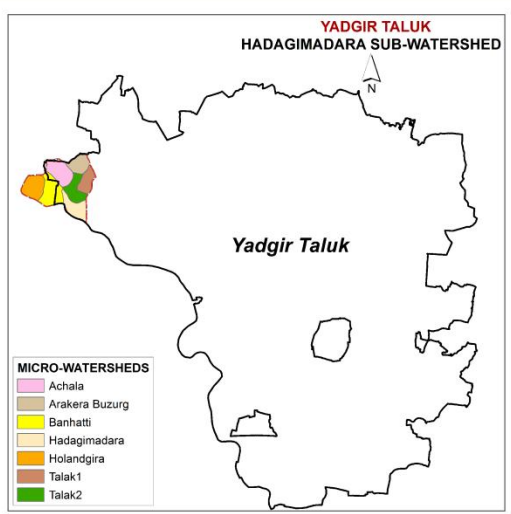 YADGIR TALUK
HADAGIMADARA SUB-WATERSHED
N
Yadgir Taluk
MICRO-WATERSHEDS
Achala
Arakera Buzurg
Banhatti
Hadagimadara
Holandgira
Talak1
Talak2